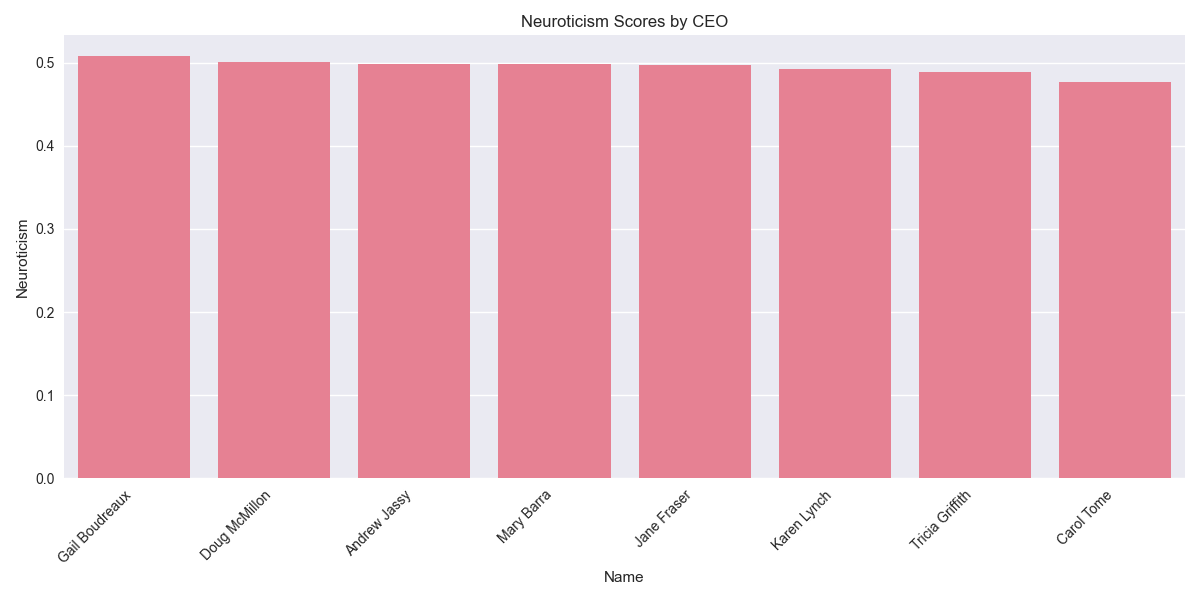 Neuroticism Scores by CEO
Neuroticism
0.5
0.4
0.3
0.2
0.1
0.0
Gail Boudreaux
Doug McMillon
Andrew Jassy
Mary Barra
Jane Fraser
Karen Lynch
Tricia Griffith
Carol Tome
Name